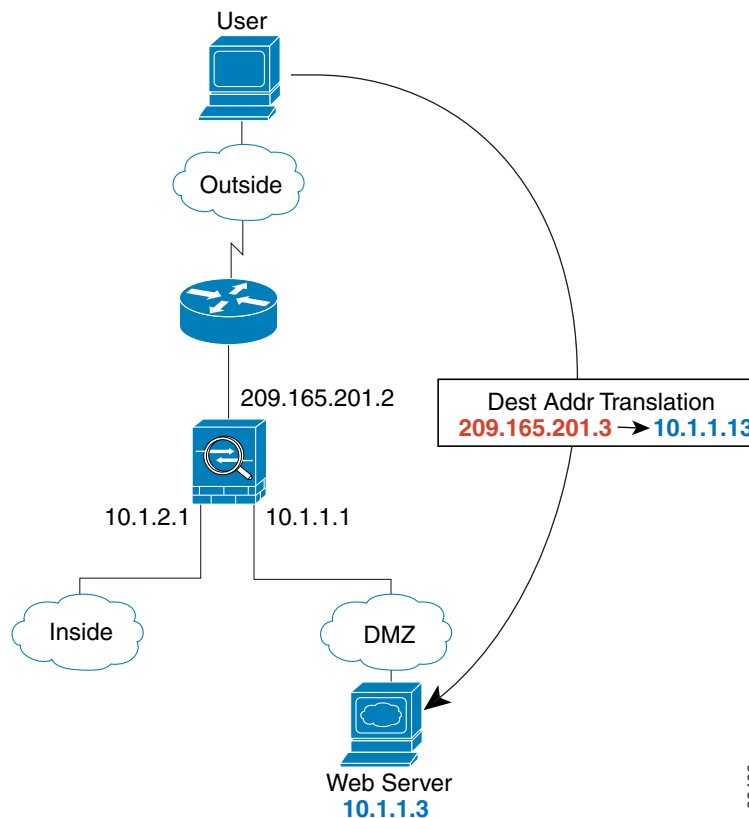 User
Outside
209.165.201.2
Dest Addr Translation
209.165.201.3 10.1.1.13
10.1.2.1
10.1.1.1
Inside
DMZ
Web Server
10.1.1.3